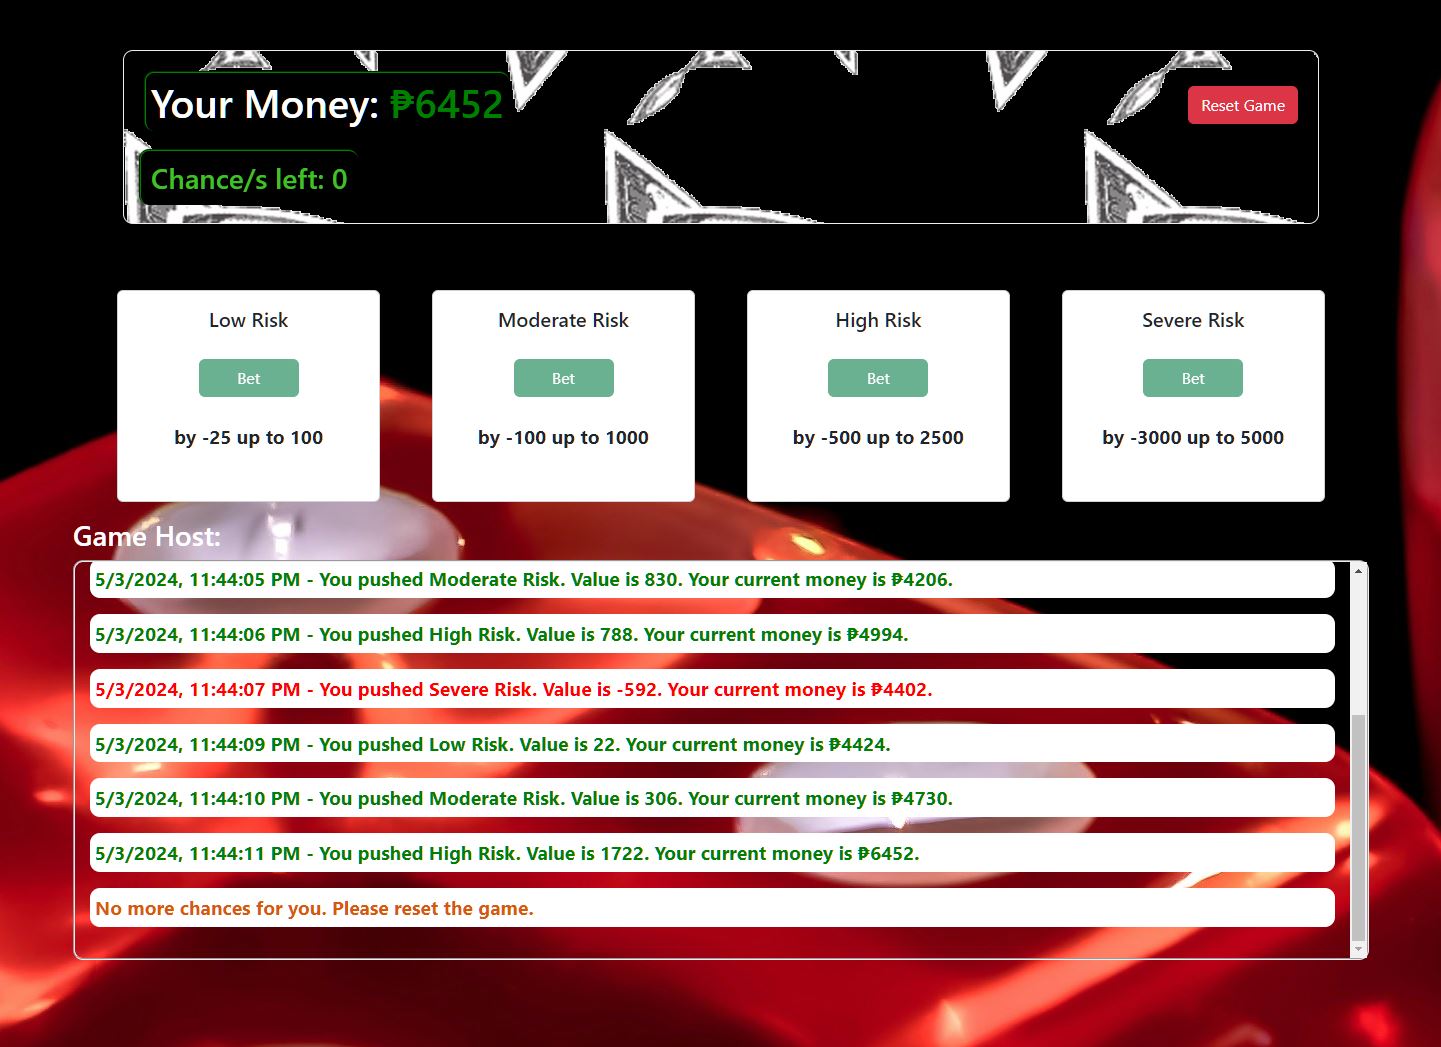 Your Money: ₱6452
Reset Game
Chance/s left: 0
Low Risk
Bet
by -25 up to 100
Moderate Risk
Bet
by -100 up to 1000
High Risk
Bet
by -500 up to 2500
Severe Risk
Bet
by -3000 up to 5000
Game Host:
5/3/2024, 11:44:05 PM - You pushed Moderate Risk. Value is 830. Your current money is ₱4206.
5/3/2024, 11:44:06 PM - You pushed High Risk. Value is 788. Your current money is ₱4994.
5/3/2024, 11:44:07 PM - You pushed Severe Risk. Value is -592. Your current money is ₱4402.
5/3/2024, 11:44:09 PM - You pushed Low Risk. Value is 22. Your current money is ₱4424.
5/3/2024, 11:44:10 PM - You pushed Moderate Risk. Value is 306. Your current money is ₱4730.
5/3/2024, 11:44:11 PM - You pushed High Risk. Value is 1722. Your current money is ₱6452.
No more chances for you. Please reset the game.